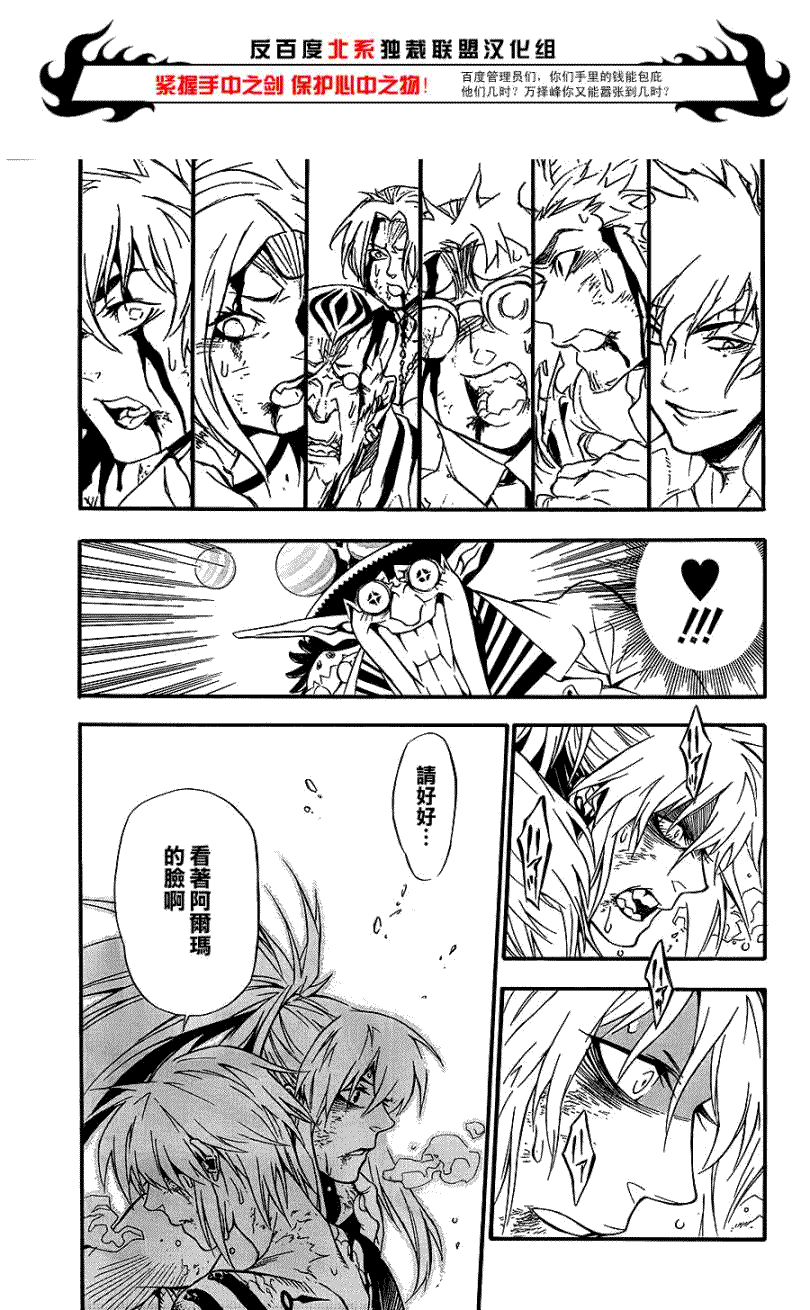 反百度北系独裁联盟汉化组
紧握手中之剑 保护心中之物!
百度管理员们，你们手里的钱能包庇
他们几时？万择峰你又能嚣张到几时？
♥
!!!
請好好…
看著阿爾瑪
的臉啊